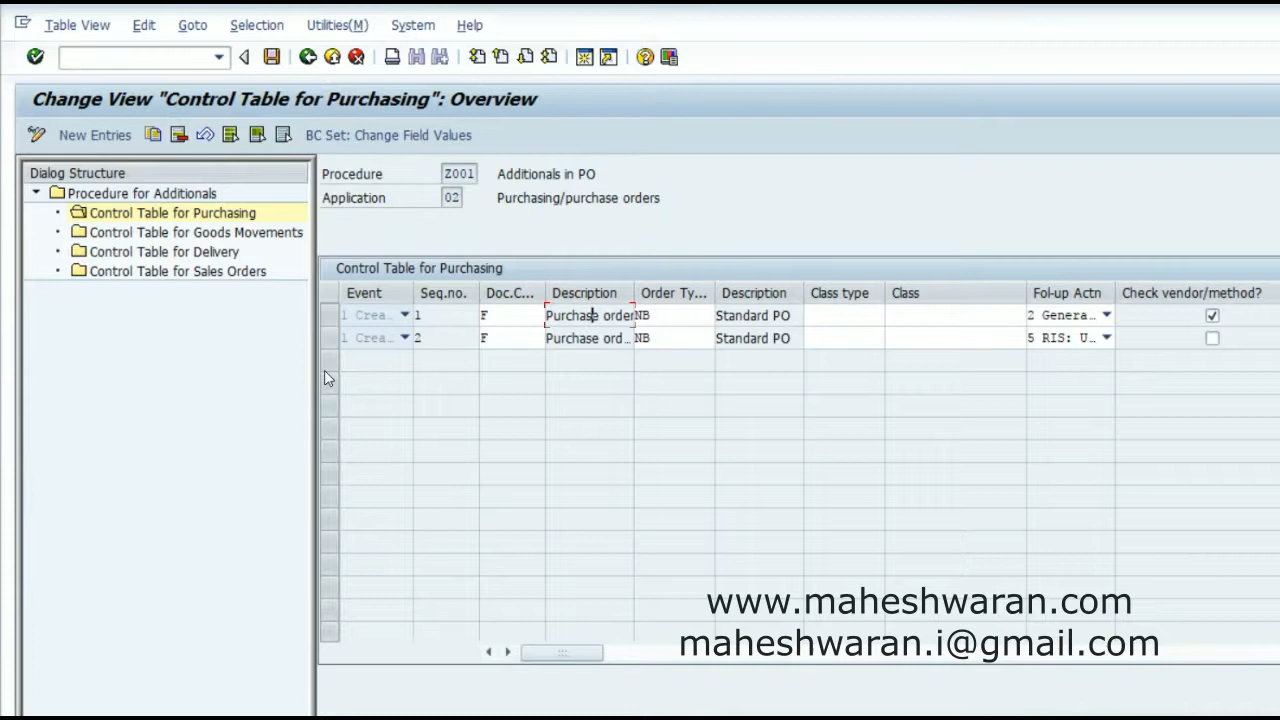 Table View Edit Goto Selection Utilities(M) System Help
Change View "Control Table for Purchasing": Overview
New Entries BC Set: Change Field Values
Dialog Structure
Procedure for Additionals
Control Table for Purchasing
Control Table for Goods Movements
Control Table for Delivery
Control Table for Sales Orders
Procedure Z001 Additionals in PO
Application 02 Purchasing/purchase orders
Control Table for Purchasing
Event Seq.no. Doc.C... Description Order Ty... Description Class type Class Fol-up Actn Check vendor/method?
1 Crea… 1 F Purchase order NB Standard PO 2 Genera… 
1 Crea… 2 F Purchase ord… NB Standard PO 5 RIS: U…
www.maheshwaran.com
maheshwaran.i@gmail.com